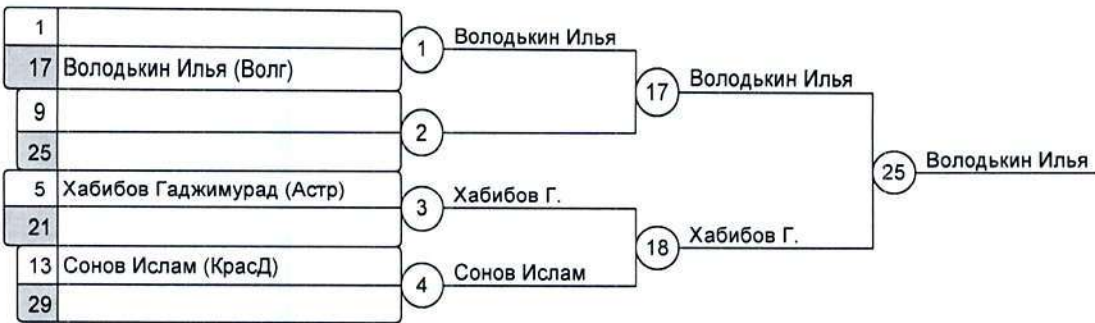 1
17 Володькин Илья (Волг)
9
25
5 Хабибов Гаджимурад (Астр)
21
13 Сонов Ислам (КрасД)
29
1 Володькин Илья
2
3 Хабибов Г.
4 Сонов Ислам
17 Володькин Илья
18 Хабибов Г.
25 Володькин Илья